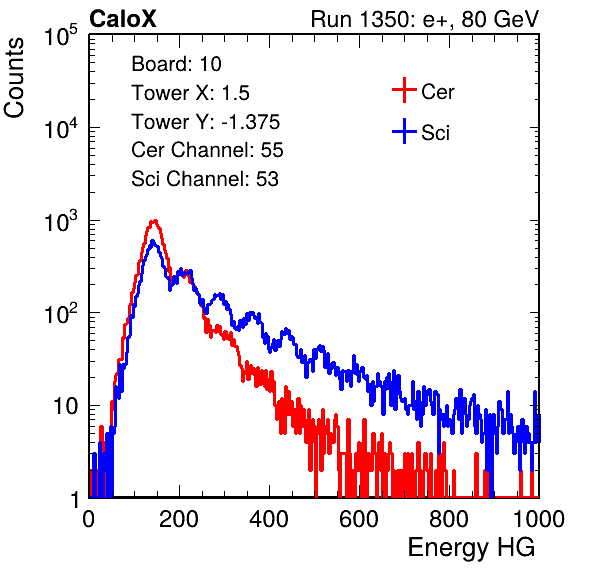 CaloX Run 1350: e+, 80 GeV
Counts
Board: 10
Tower X: 1.5
Tower Y: -1.375
Cer Channel: 55
Sci Channel: 53
Cer
Sci
10^5
10^4
10^3
10^2
10
1
0 200 400 600 800 1000
Energy HG